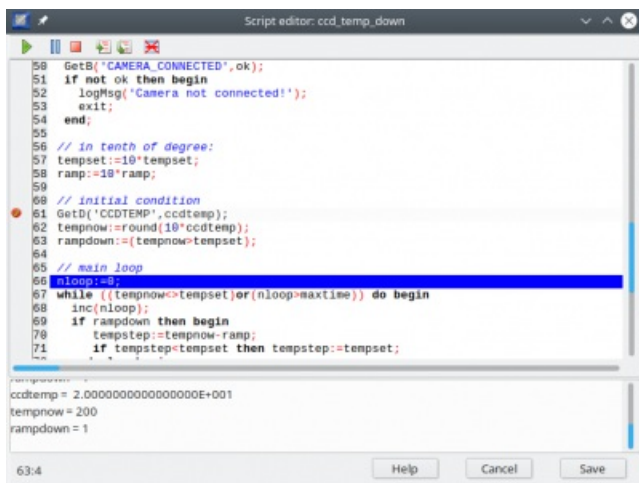 Script editor: ccd_temp_down
50 GetB('CAMERA_CONNECTED',ok);
51 if not ok then begin
52 logMsg('Camera not connected!');
53 exit;
54 end;
55
56 // in tenth of degree:
57 tempset:=10*tempset;
58 ramp:=10*ramp;
59
60 // initial condition
61 GetD('CCDTEMP',ccdtemp);
62 tempnow:=round(10*ccdtemp);
63 rampdown:=(tempnow>tempset);
64
65 // main loop
66 nloop:=0;
67 while ((tempnow<>tempset)or(nloop>maxtime)) do begin
68 inc(nloop);
69 if rampdown then begin
70 tempstep:=tempnow-ramp;
71 if tempstep<tempset then tempstep:=tempset;
ccdtemp = 2.0000000000000000E+001
tempnow = 200
rampdown = 1
63:4
Help
Cancel
Save